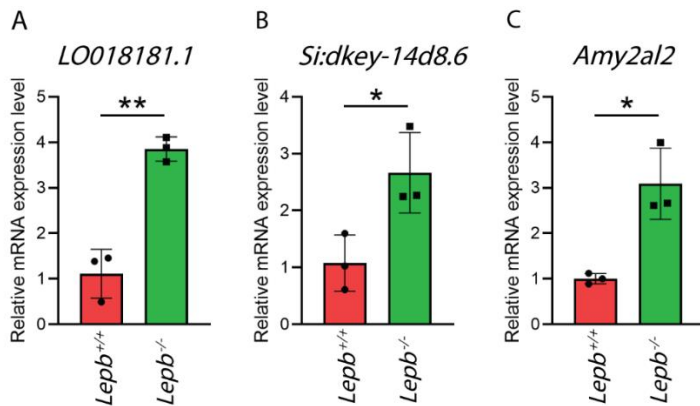 A
LO018181.1
Relative mRNA expression level
5
4
3
2
1
0
**
Lepb+/+
Lepb-/-
B
Si:dkey-14d8.6
Relative mRNA expression level
4
3
2
1
0
*
Lepb+/+
Lepb-/-
C
Amy2al2
Relative mRNA expression level
5
4
3
2
1
0
*
Lepb+/+
Lepb-/-